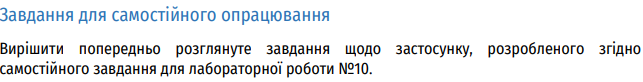 Завдання для самостійного опрацювання
Вирішити попередньо розглянуте завдання щодо застосунку, розробленого згідно
самостійного завдання для лабораторної роботи №10.